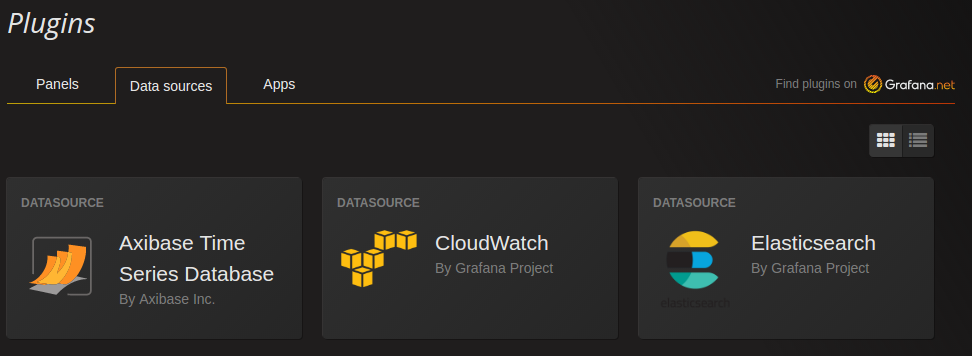 Plugins
Panels
Data sources
Apps
Find plugins on Grafana.net
DATASOURCE
Axibase Time
Series Database
By Axibase Inc.
DATASOURCE
CloudWatch
By Grafana Project
DATASOURCE
elasticsearch
Elasticsearch
By Grafana Project